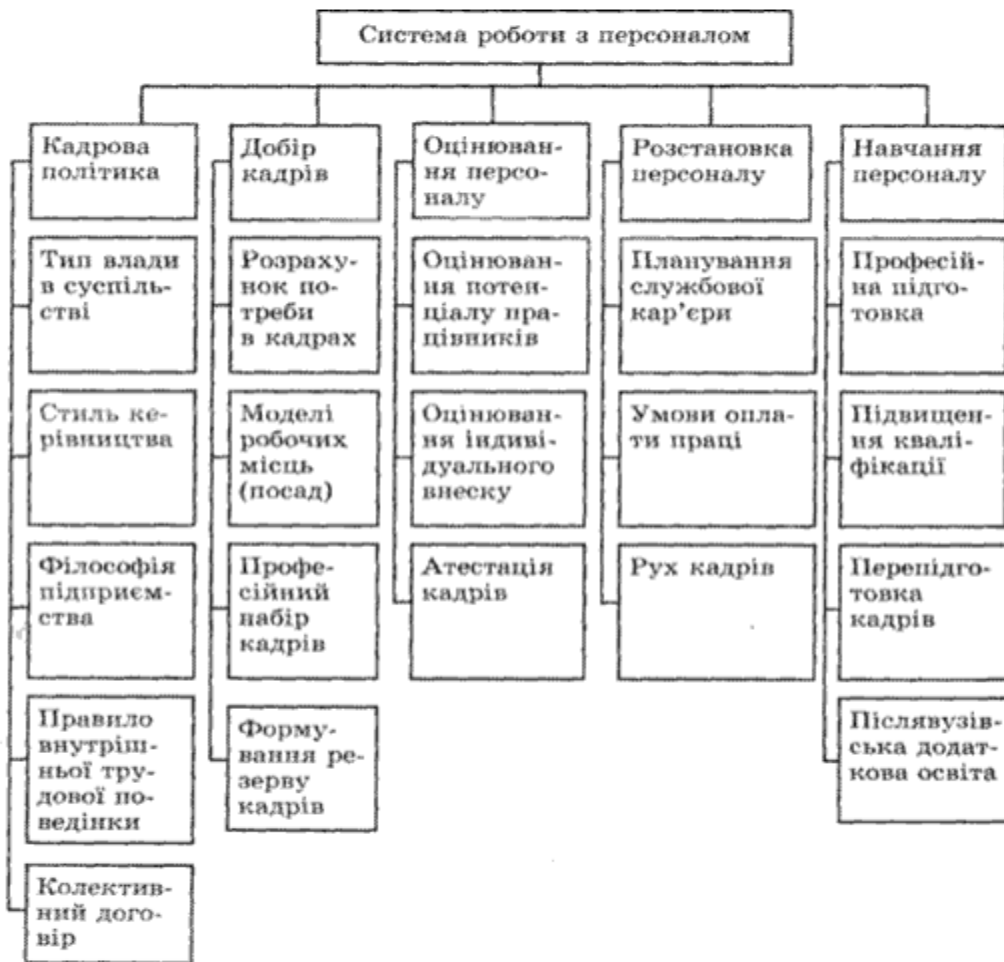 Система роботи з персоналом
Кадрова
політика
Тип влади
в суспіль-
стві
Стиль ке-
рівництва
Філософія
підприєм-
ства
Правило
внутріш-
ньої тру-
дової по-
ведінки
Колектив-
ний дого-
вір
Добір
кадрів
Розраху-
нок по-
треби
в кадрах
Моделі
робочих
місць
(посад)
Профе-
сійний
набір
кадрів
Форму-
вання ре-
зерву
кадрів
Оцінюван-
ня персо-
налу
Оцінюван-
ня потен-
ціалу пра-
цівників
Оцінюван-
ня індиві-
дуального
внеску
Атестація
кадрів
Розстановка
персоналу
Планування
службової
кар’єри
Умови опла-
ти праці
Рух кадрів
Навчання
персоналу
Професій-
на підго-
товка
Підвищен-
ня кваліі-
фікації
Перепідго-
товка
кадрів
Післявузів-
ська додат-
кова освіта